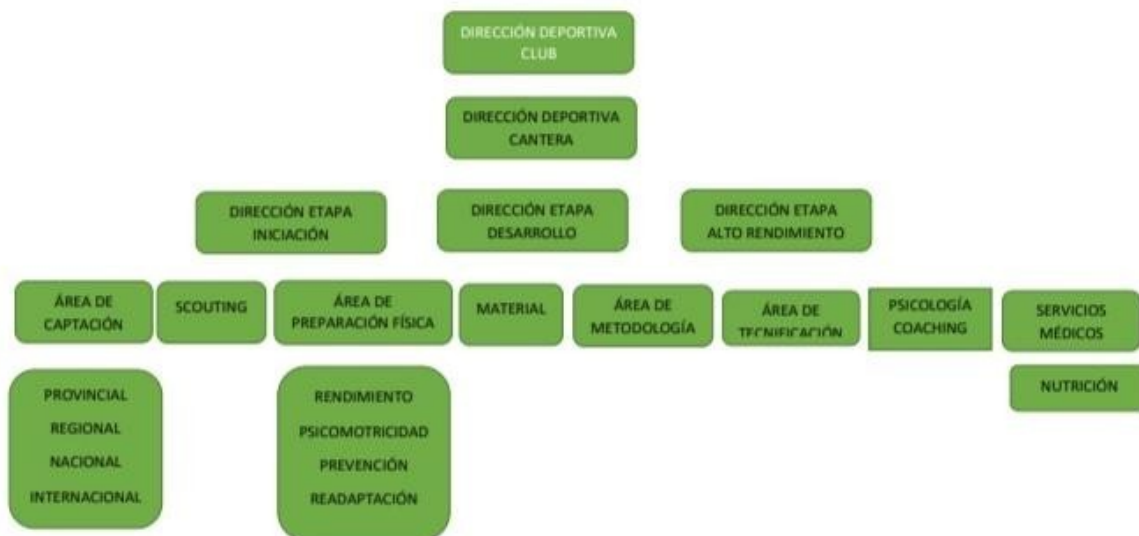 DIRECCIÓN DEPORTIVA
CLUB
DIRECCIÓN DEPORTIVA
CANTERA
DIRECCIÓN ETAPA
INICIACIÓN
DIRECCIÓN ETAPA
DESARROLLO
DIRECCIÓN ETAPA
ALTO RENDIMIENTO
ÁREA DE
CAPTACIÓN
SCOUTING
ÁREA DE
PREPARACIÓN FÍSICA
MATERIAL
ÁREA DE
METODOLOGÍA
ÁREA DE
TECNIFICACIÓN
PSICOLOGÍA
COACHING
SERVICIOS
MÉDICOS
PROVINCIAL
REGIONAL
NACIONAL
INTERNACIONAL
RENDIMIENTO
PSICOMOTRICIDAD
PREVENCIÓN
READAPTACIÓN
NUTRICIÓN